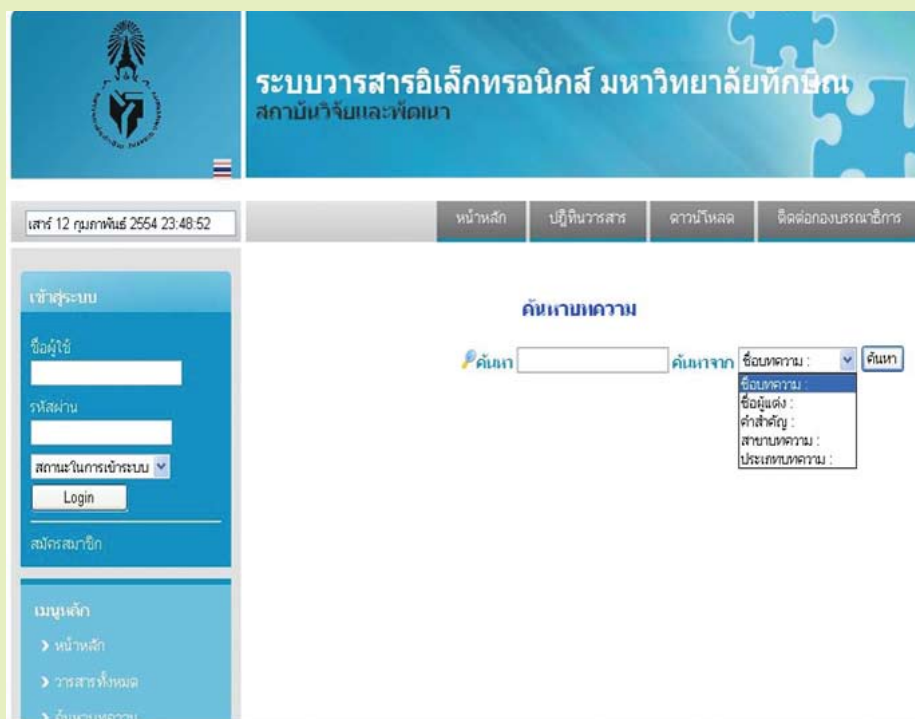 ระบบวารสารอิเล็กทรอนิกส์ มหาวิทยาลัยทักษิณ
สถาบันวิจัยและพัฒนา
เสาร์ 12 กุมภาพันธ์ 2554 23:48:52
หน้าหลัก ปฏิทินวารสาร ดาวน์โหลด ติดต่อกองบรรณาธิการ
เข้าสู่ระบบ
ชื่อผู้ใช้
รหัสผ่าน
สถานะในการเข้าระบบ
Login
สมัครสมาชิก
เมนูหลัก
หน้าหลัก
วารสารทั้งหมด
ค้นหาบทความ
ค้นหาบทความ
ค้นหา ค้นหาจาก ชื่อบทความ : ค้นหา
ชื่อบทความ :
ชื่อผู้แต่ง :
คำสำคัญ :
สาขาบทความ :
ประเภทบทความ :